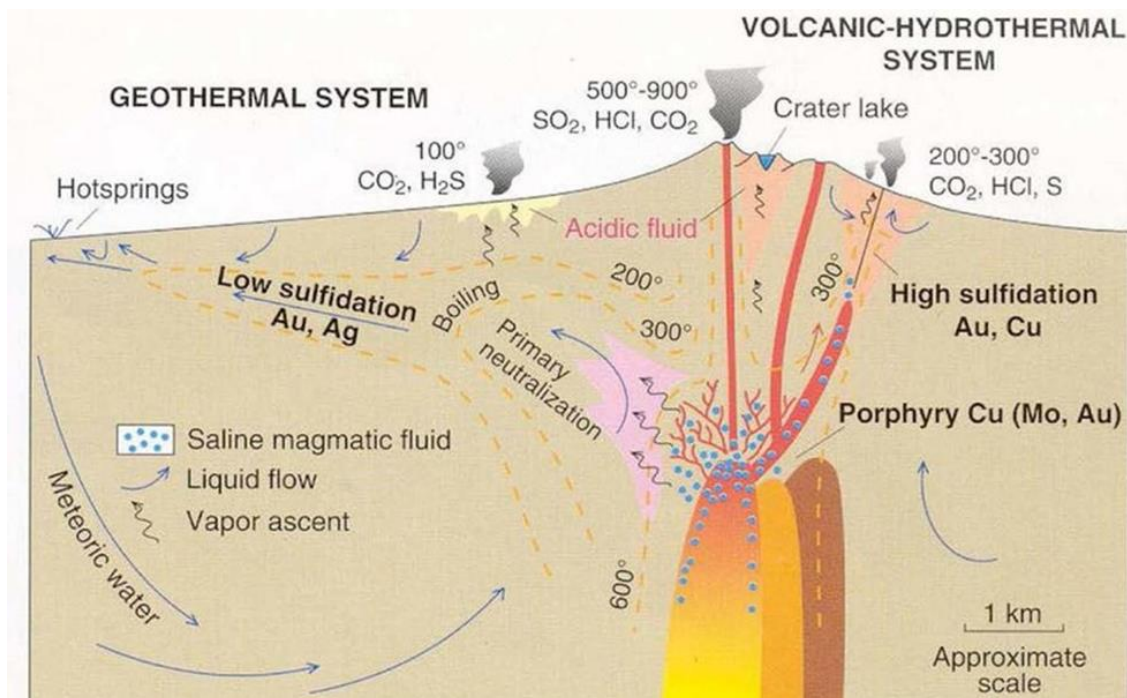 VOLCANIC-HYDROTHERMAL
SYSTEM
GEOTHERMAL SYSTEM
500°-900°
SO₂, HCl, CO₂
Crater lake
100°
CO₂, H₂S
200°-300°
CO₂, HCl, S
Hotsprings
Acidic fluid
200°
300°
300°
Low sulfidation
Au, Ag
Boiling
Primary
neutralization
High sulfidation
Au, Cu
Porphyry Cu (Mo, Au)
Saline magmatic fluid
Liquid flow
Vapor ascent
Meteoric water
600°
1 km
Approximate
scale